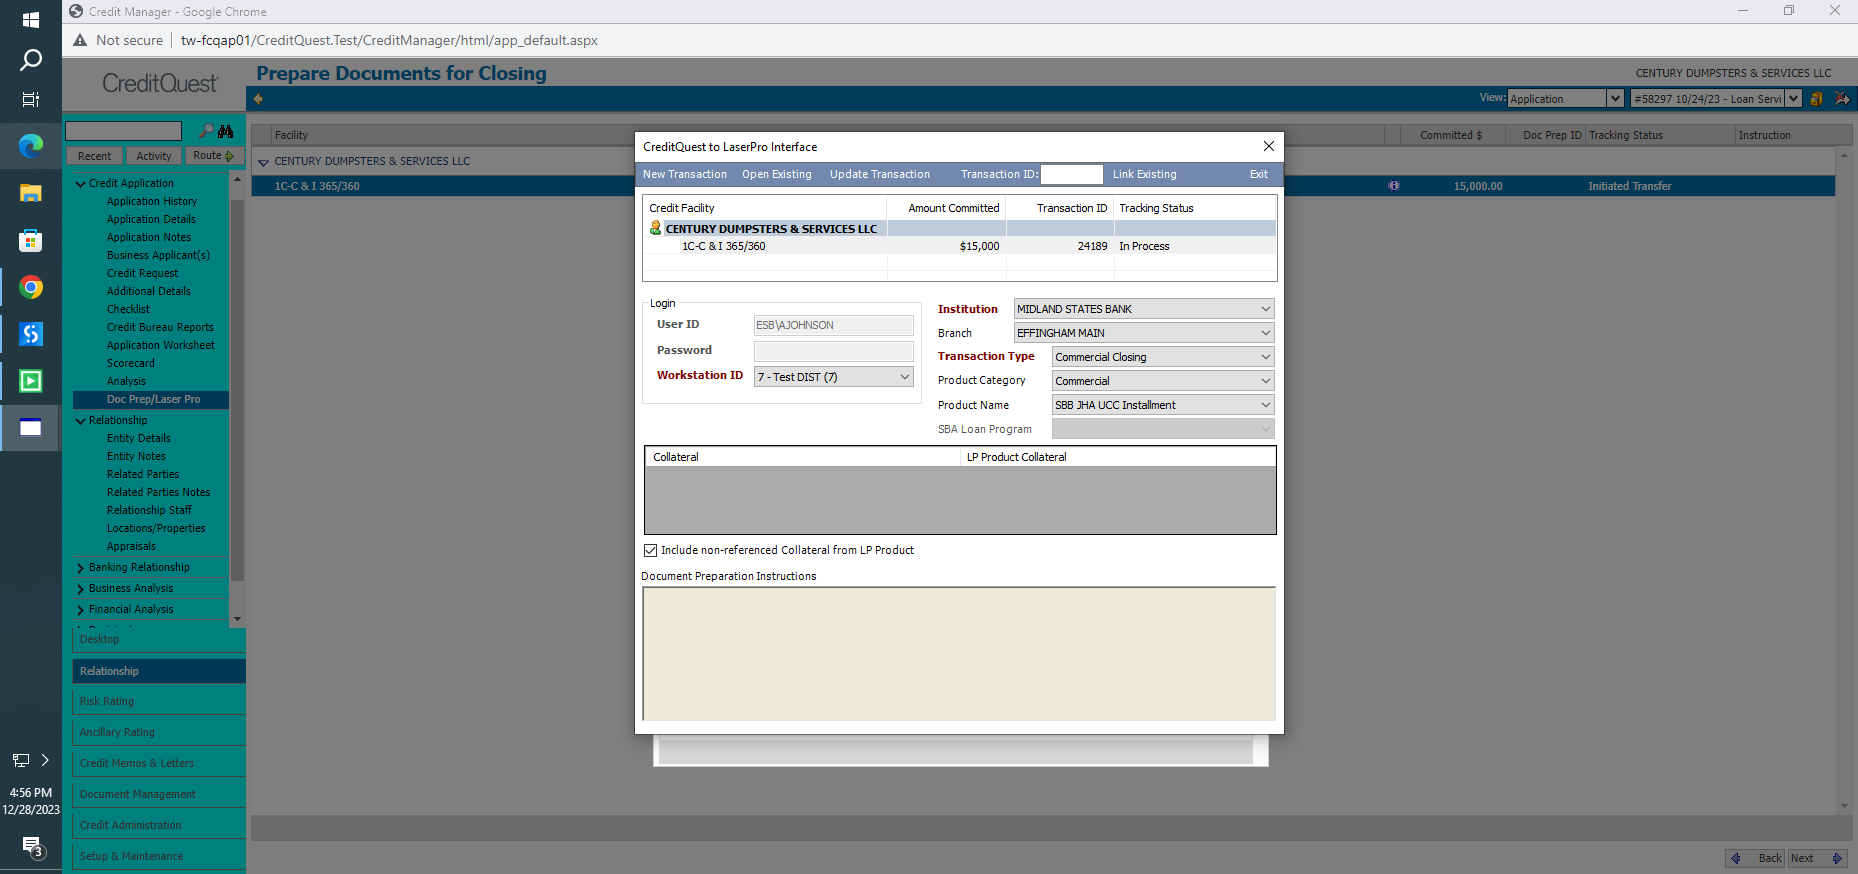 Credit Manager - Google Chrome
Not secure
tw-fcqap01/CreditQuest.Test/CreditManager/html/app_default.aspx
CreditQuest
Prepare Documents for Closing
CENTURY DUMPSTERS & SERVICES LLC
View: Application
#58297 10/24/23 - Loan Servi
Recent
Activity
Route
Credit Application
Application History
Application Details
Application Notes
Business Applicant(s)
Credit Request
Additional Details
Checklist
Credit Bureau Reports
Application Worksheet
Scorecard
Analysis
Doc Prep/Laser Pro
Relationship
Entity Details
Entity Notes
Related Parties
Related Parties Notes
Relationship Staff
Locations/Properties
Appraisals
Banking Relationship
Business Analysis
Financial Analysis
Desktop
Relationship
Risk Rating
Ancillary Rating
Credit Memos & Letters
Document Management
Credit Administration
Setup & Maintenance
4:56 PM
12/28/2023
3
Facility
Committed $
Doc Prep ID
Tracking Status
Instruction
CENTURY DUMPSTERS & SERVICES LLC
1C-C & I 365/360
15,000.00
Initiated Transfer
CreditQuest to LaserPro Interface
New Transaction
Open Existing
Update Transaction
Transaction ID:
Link Existing
Exit
Credit Facility
Amount Committed
Transaction ID
Tracking Status
CENTURY DUMPSTERS & SERVICES LLC
1C-C & I 365/360
$15,000
24189
In Process
Login
User ID
ESB\AJOHNSON
Password
Workstation ID
7 - Test DIST (7)
Institution
MIDLAND STATES BANK
Branch
EFFINGHAM MAIN
Transaction Type
Commercial Closing
Product Category
Commercial
Product Name
SBB JHA UCC Installment
SBA Loan Program
Collateral
LP Product Collateral
Include non-referenced Collateral from LP Product
Document Preparation Instructions
Back
Next